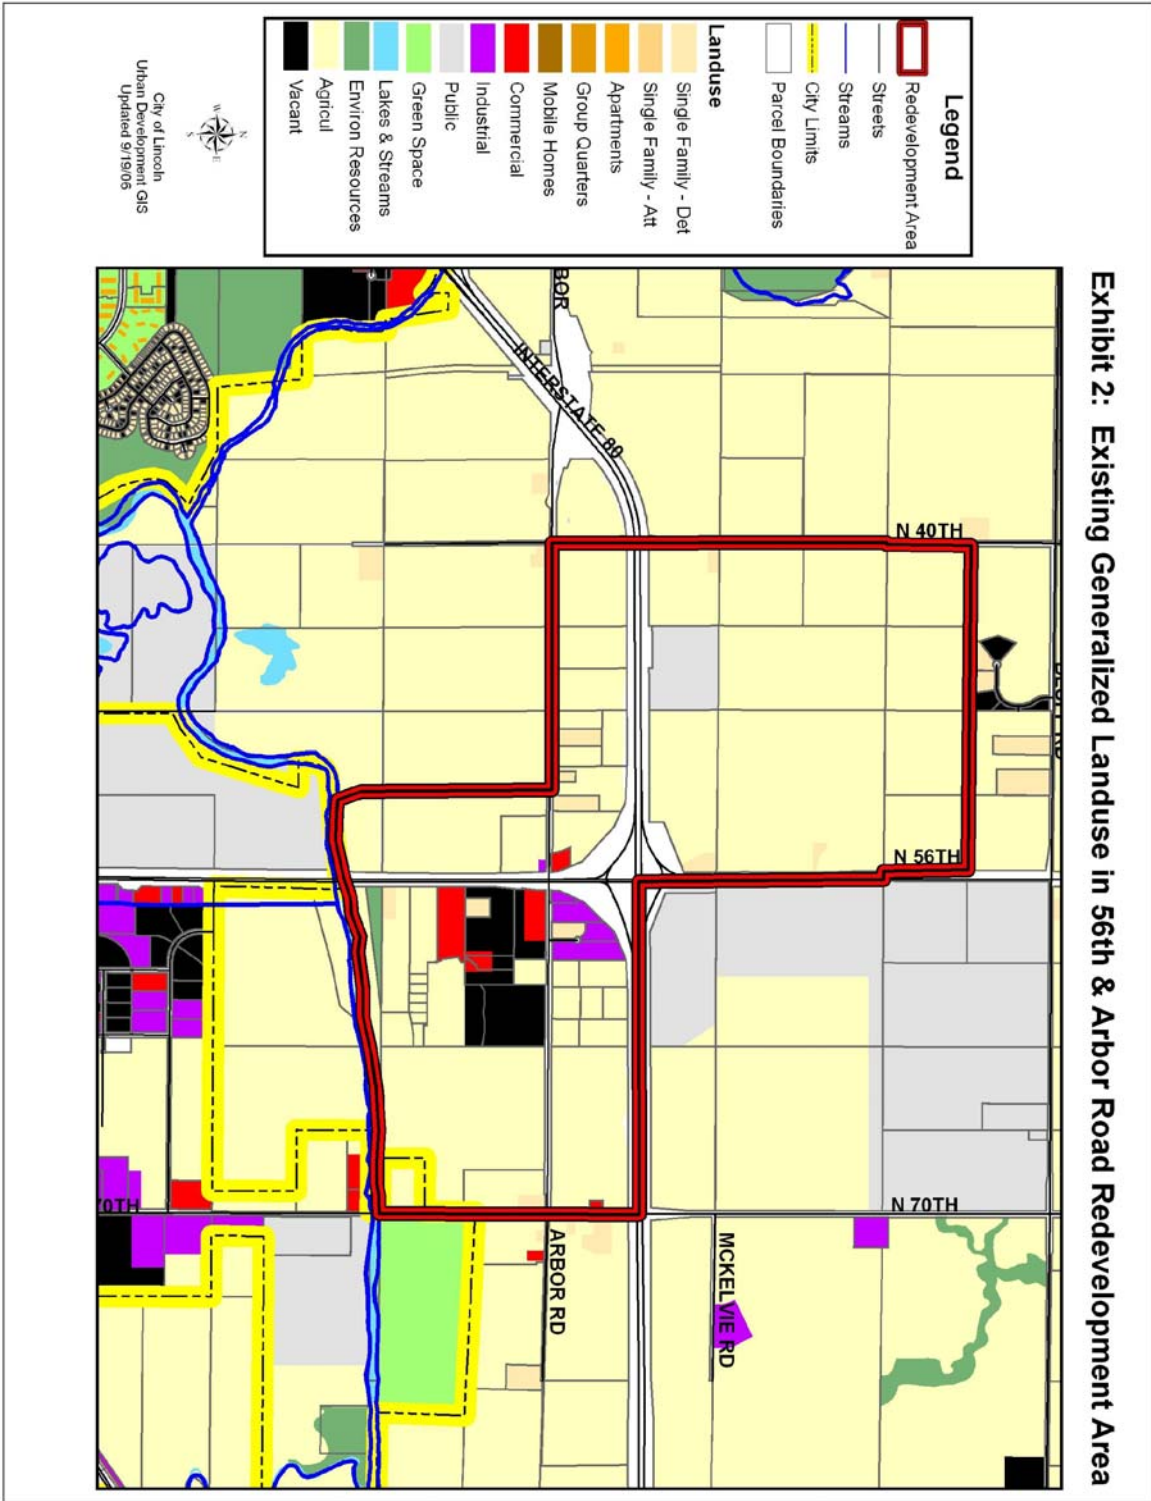 Exhibit 2: Existing Generalized Landuse in 56th & Arbor Road Redevelopment Area
Legend
Redevelopment Area
Streets
Streams
City Limits
Parcel Boundaries
Landuse
Single Family - Det
Single Family - Att
Apartments
Group Quarters
Mobile Homes
Commercial
Industrial
Public
Green Space
Lakes & Streams
Environ Resources
Agricul
Vacant
N
E
S
W
City of Lincoln
Urban Development GIS
Updated 9/19/06
BOR
INTERSTATE 80
N 40TH
N 56TH
N 70TH
70TH
ARBOR RD
MCKELVIE RD